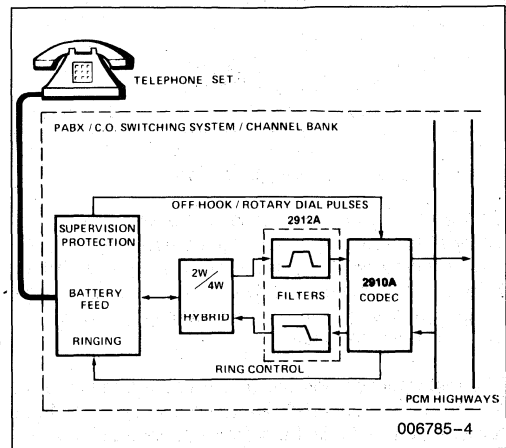 TELEPHONE SET
PABX / C.O. SWITCHING SYSTEM / CHANNEL BANK
OFF HOOK / ROTARY DIAL PULSES
2912A
SUPERVISION
PROTECTION
BATTERY
FEED
RINGING
2W/4W
HYBRID
FILTERS
2910A
CODEC
RING CONTROL
PCM HIGHWAYS
006785-4